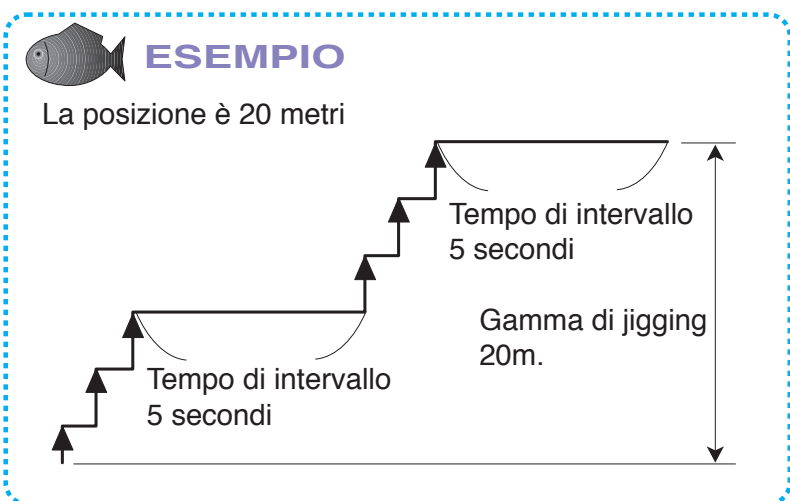 ESEMPIO
La posizione è 20 metri
Tempo di intervallo
5 secondi
Gamma di jigging
20m.
Tempo di intervallo
5 secondi